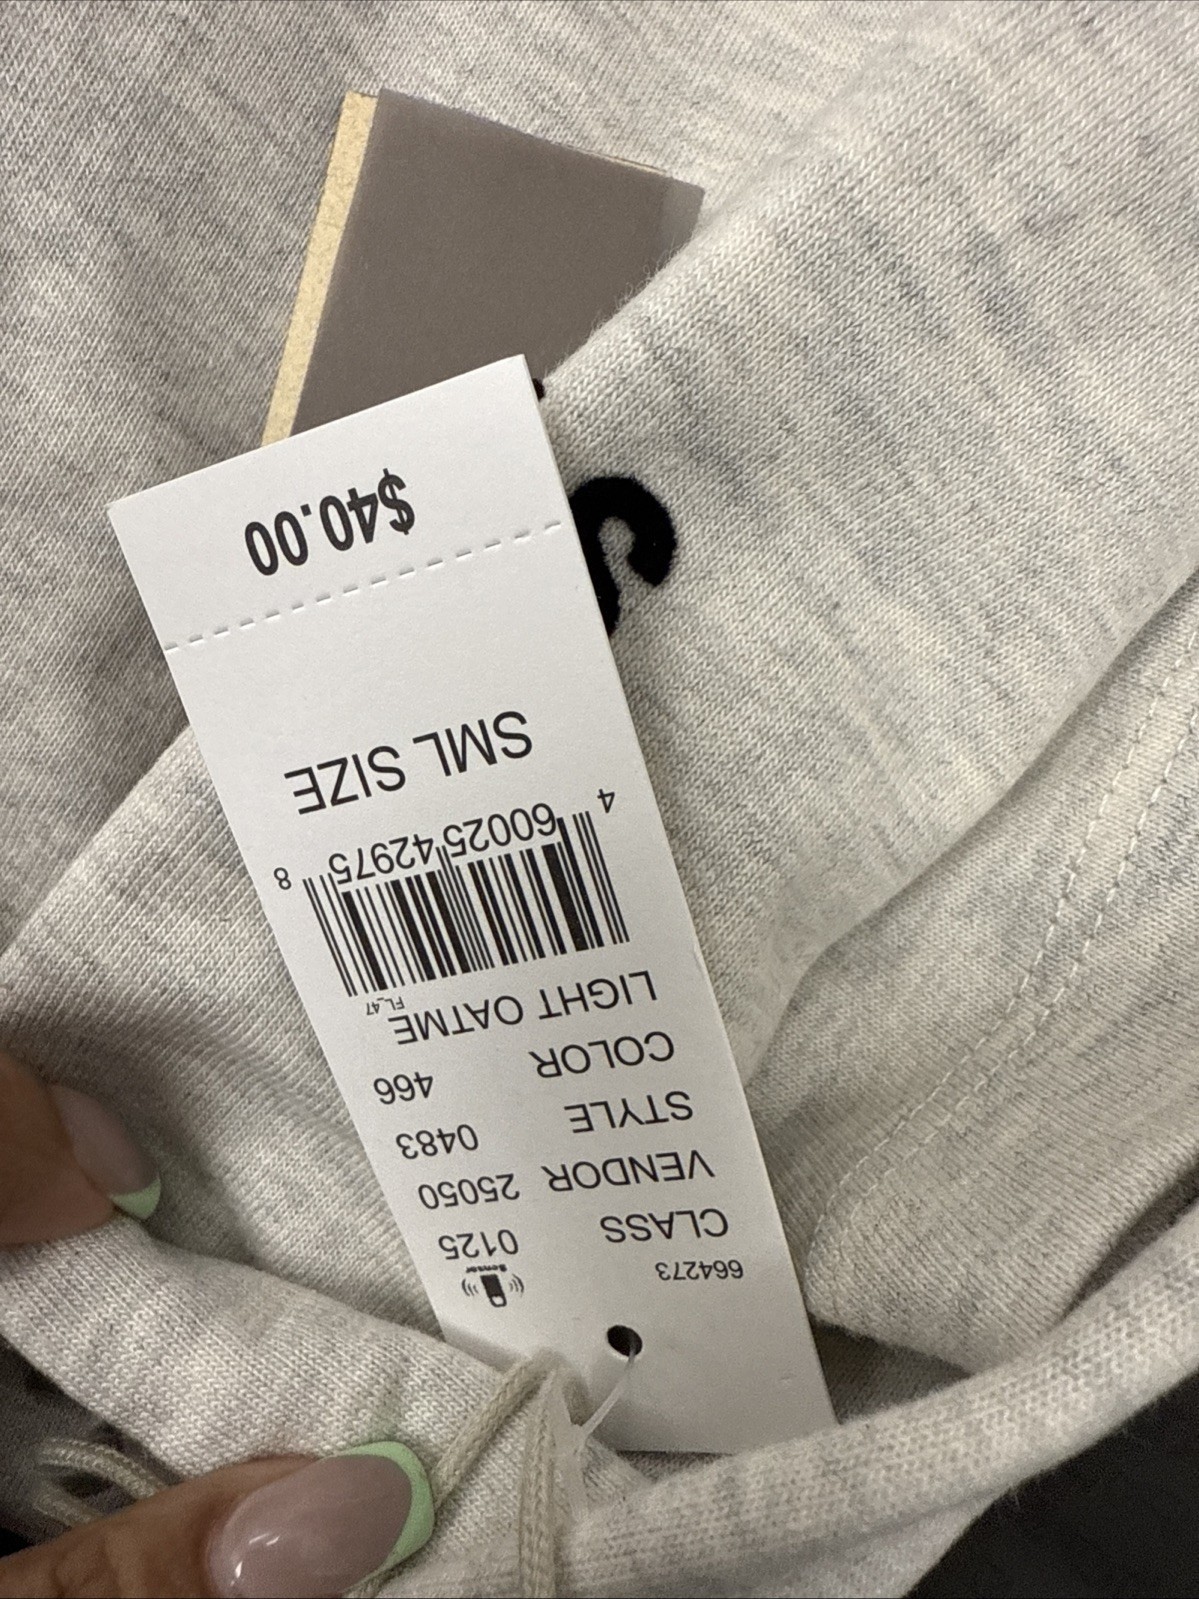 664273
Sensor
CLASS 0125
VENDOR 25050
STYLE 0483
COLOR 466
LIGHT OATME
FL_47
4 60025 42975 8
SML SIZE
$40.00